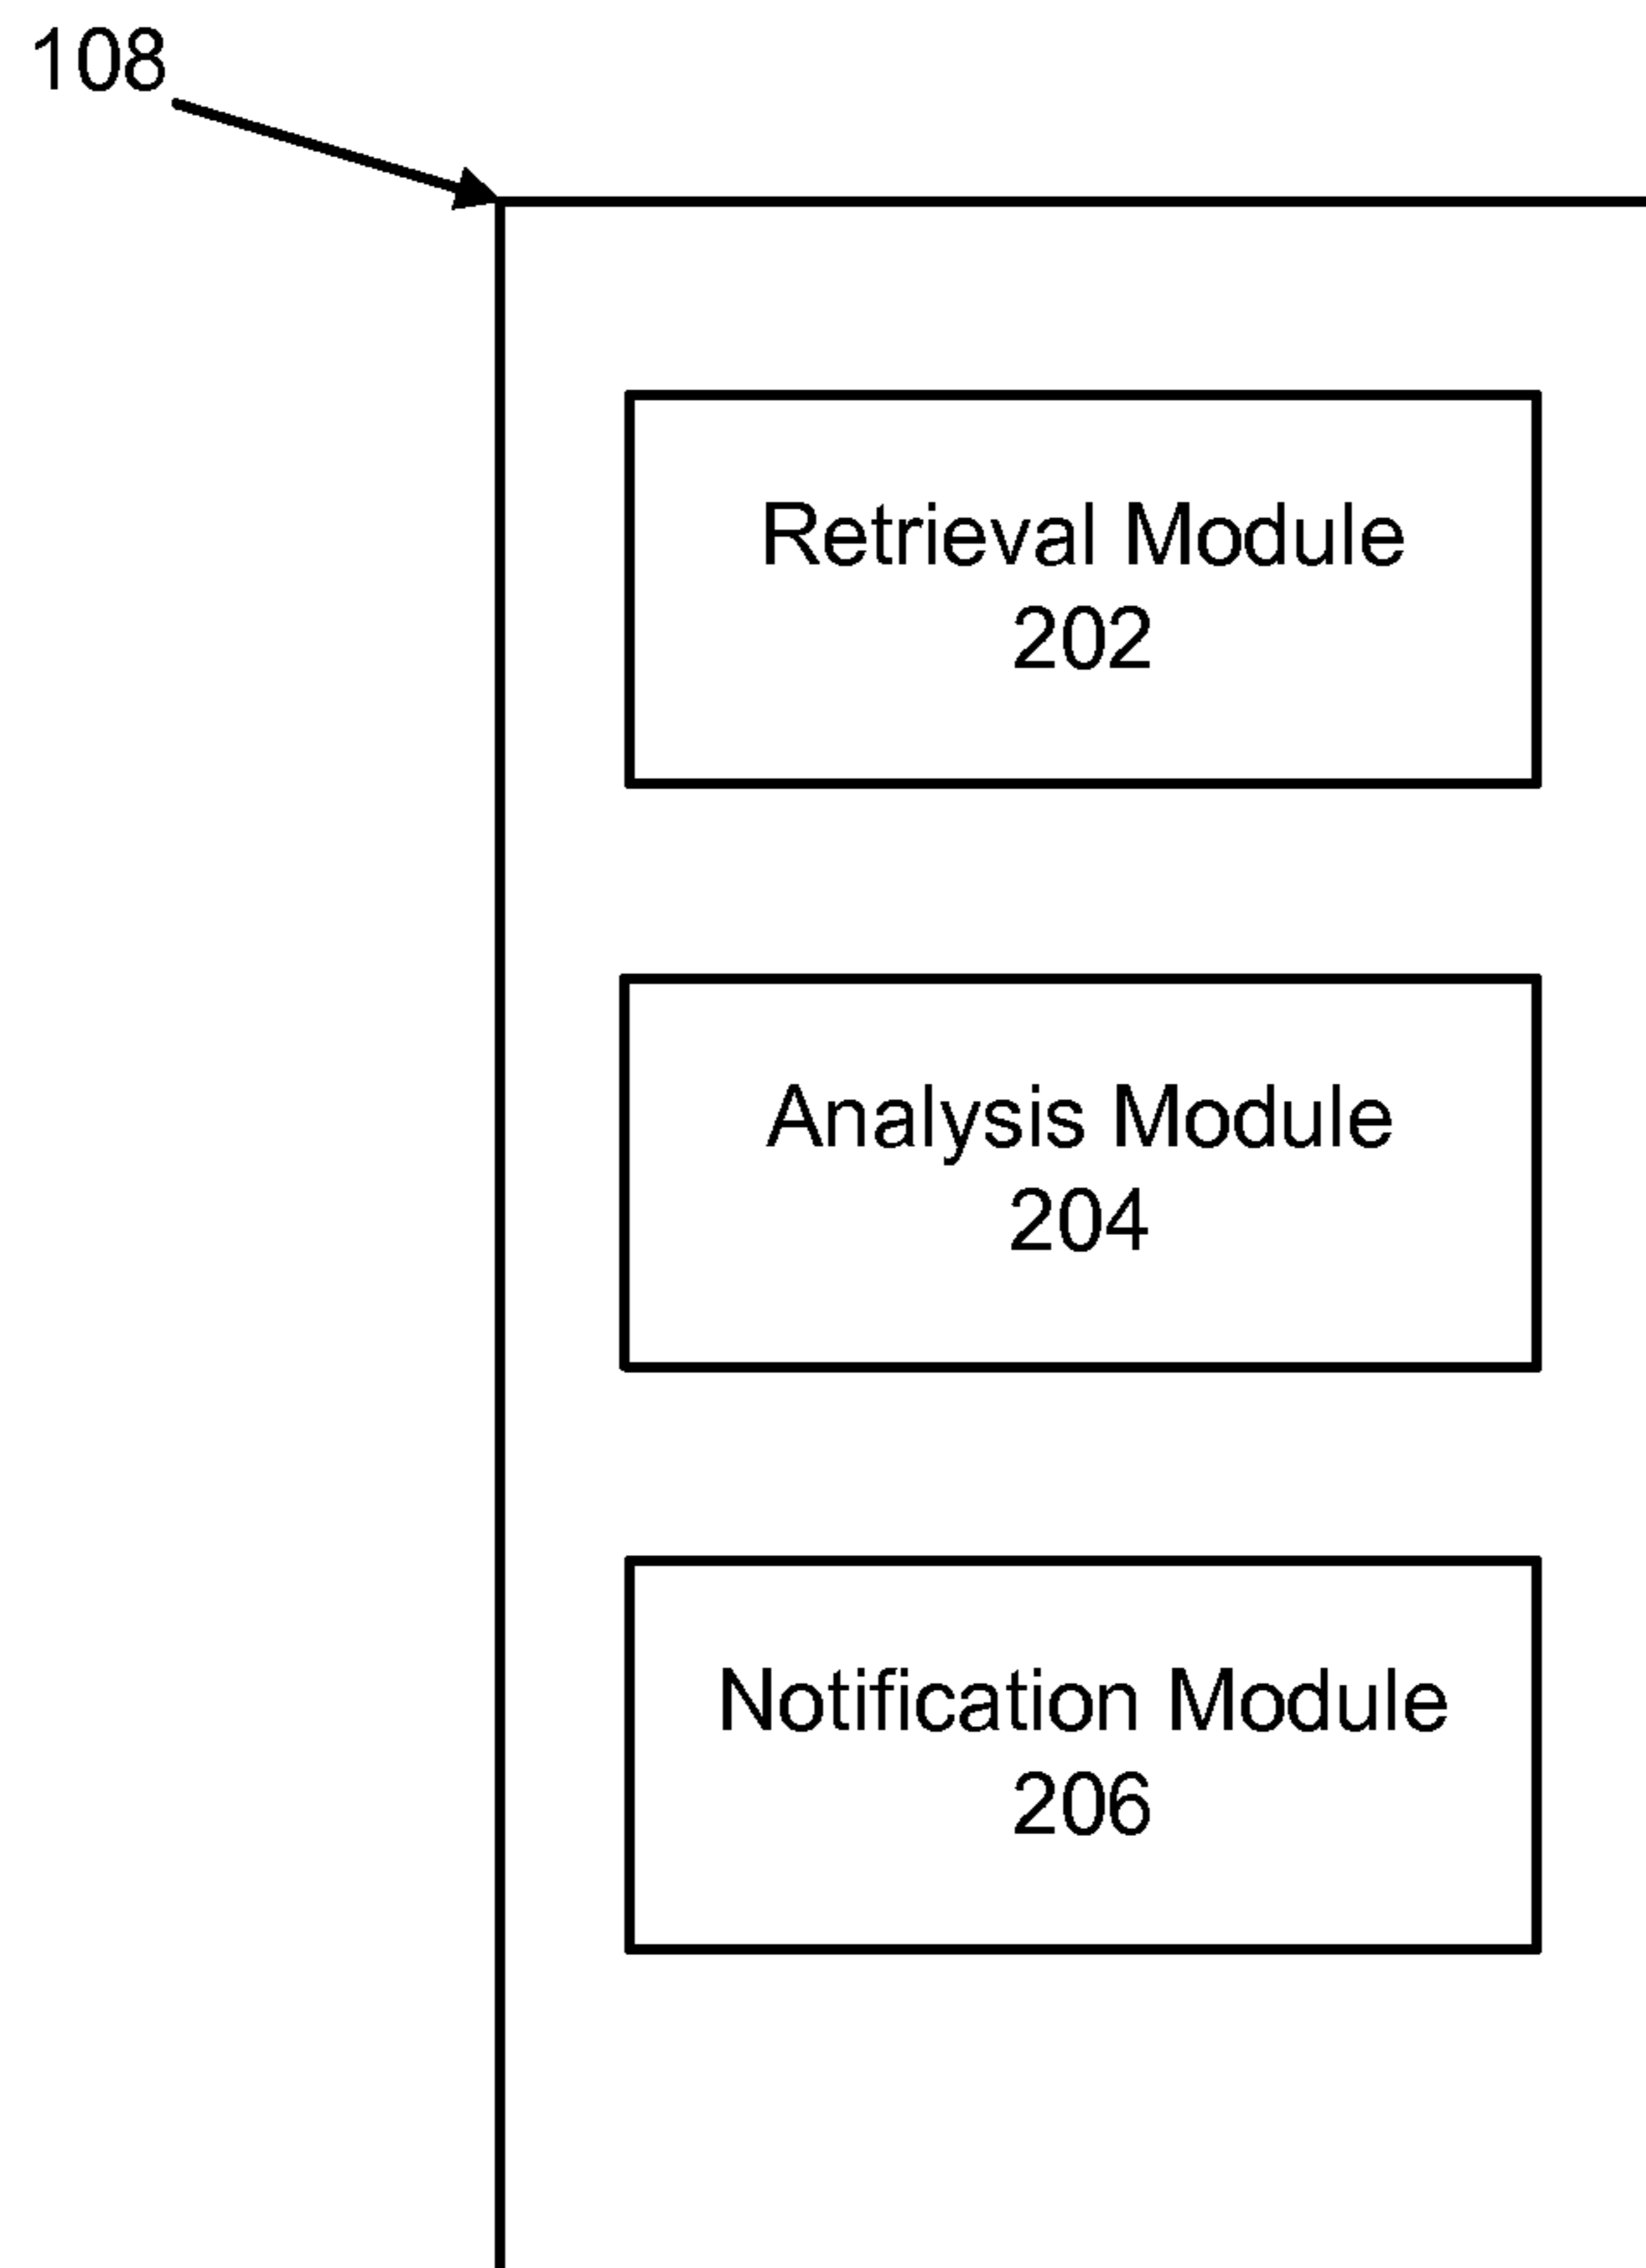 108
Retrieval Module
202
Analysis Module
204
Notification Module
206